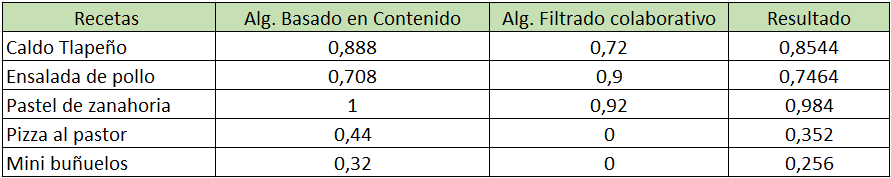 Recetas Alg. Basado en Contenido Alg. Filtrado colaborativo Resultado
Caldo Tlapeño 0,888 0,72 0,8544
Ensalada de pollo 0,708 0,9 0,7464
Pastel de zanahoria 1 0,92 0,984
Pizza al pastor 0,44 0 0,352
Mini buñuelos 0,32 0 0,256